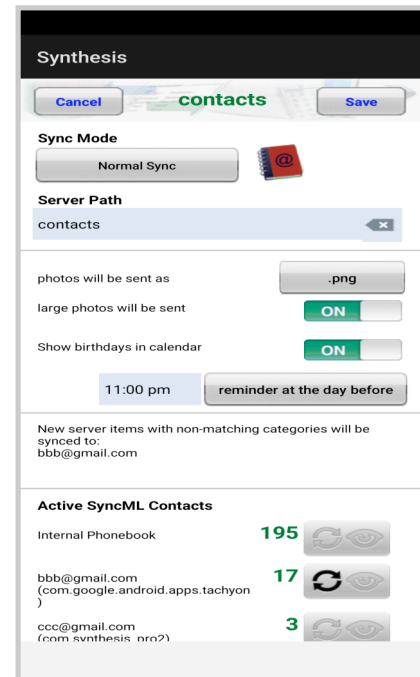 Synthesis
Cancel contacts Save
Sync Mode
Normal Sync
@
Server Path
contacts
photos will be sent as .png
large photos will be sent ON
Show birthdays in calendar ON
11:00 pm reminder at the day before
New server items with non-matching categories will be
synced to:
bbb@gmail.com
Active SyncML Contacts
Internal Phonebook 195
bbb@gmail.com 17
(com.google.android.apps.tachyon
)
ccc@gmail.com 3
(com.synthesis_pro2)